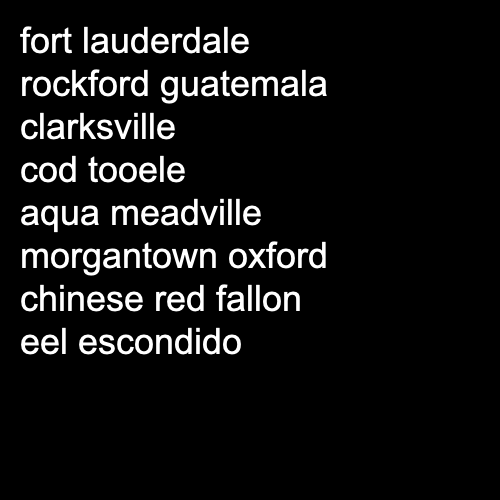 fort lauderdale
rockford guatemala
clarksville
cod tooele
aqua meadville
morgantown oxford
chinese red fallon
eel escondido